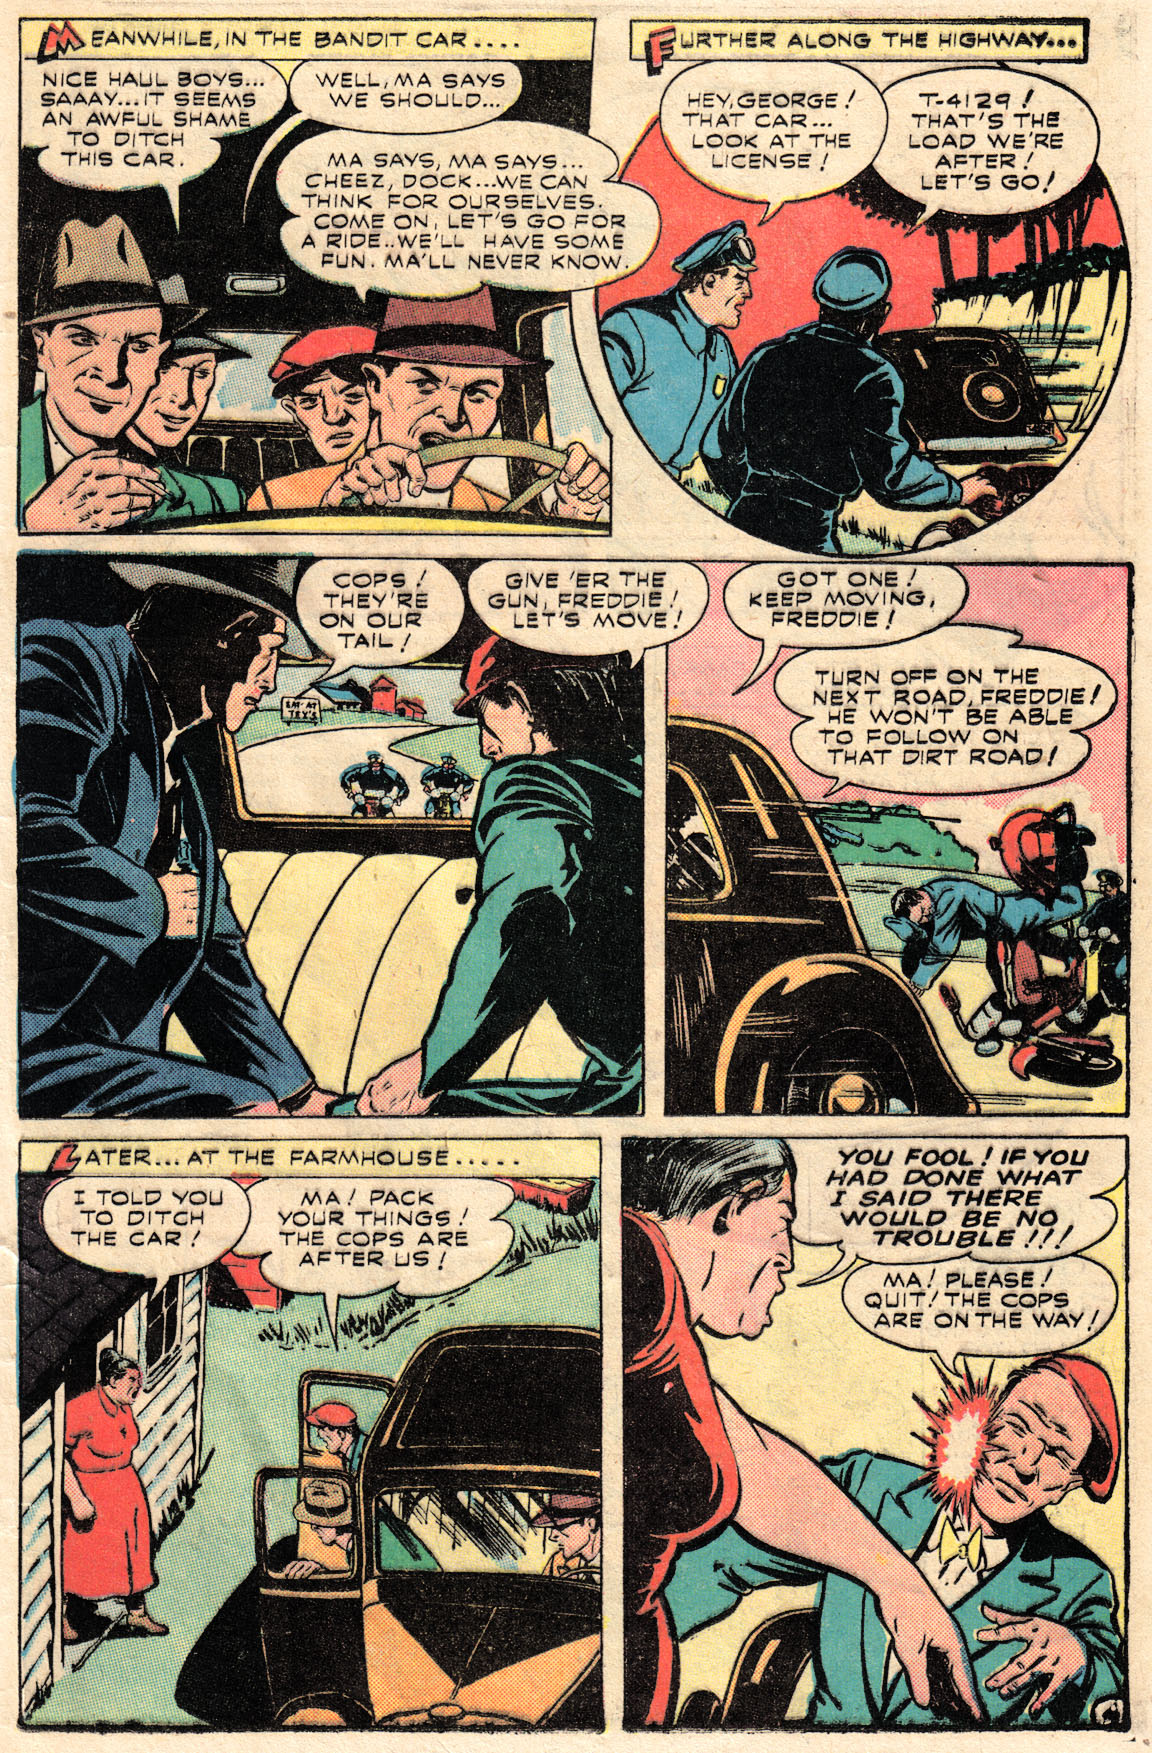 MEANWHILE, IN THE BANDIT CAR....
NICE HAUL BOYS...
SAAAY...IT SEEMS
AN AWFUL SHAME
TO DITCH
THIS CAR.
WELL, MA SAYS
WE SHOULD...
MA SAYS, MA SAYS...
CHEEZ, DOCK...WE CAN
THINK FOR OURSELVES.
COME ON, LET'S GO FOR
A RIDE..WE'LL HAVE SOME
FUN. MA'LL NEVER KNOW.
FURTHER ALONG THE HIGHWAY...
HEY, GEORGE!
THAT CAR...
LOOK AT THE
LICENSE!
T-4129!
THAT'S THE
LOAD WE'RE
AFTER!
LET'S GO!
COPS!
THEY'RE
ON OUR
TAIL!
GIVE 'ER THE
GUN, FREDDIE!
LET'S MOVE!
EAT AT
TEX'S
GOT ONE!
KEEP MOVING,
FREDDIE!
TURN OFF ON THE
NEXT ROAD, FREDDIE!
HE WON'T BE ABLE
TO FOLLOW ON
THAT DIRT ROAD!
LATER...AT THE FARMHOUSE.....
I TOLD YOU
TO DITCH
THE CAR!
MA! PACK
YOUR THINGS!
THE COPS ARE
AFTER US!
YOU FOOL! IF YOU
HAD DONE WHAT
I SAID THERE
WOULD BE NO
TROUBLE!!!
MA! PLEASE!
QUIT! THE COPS
ARE ON THE WAY!